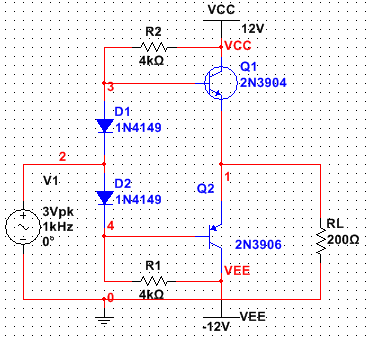 VCC
12V
R2
VCC
4kΩ
Q1
3
2N3904
D1
1N4149
2
V1
D2
1N4149
Q2
1
3Vpk
1kHz
0°
4
RL
200Ω
2N3906
R1
VEE
4kΩ
0
VEE
-12V